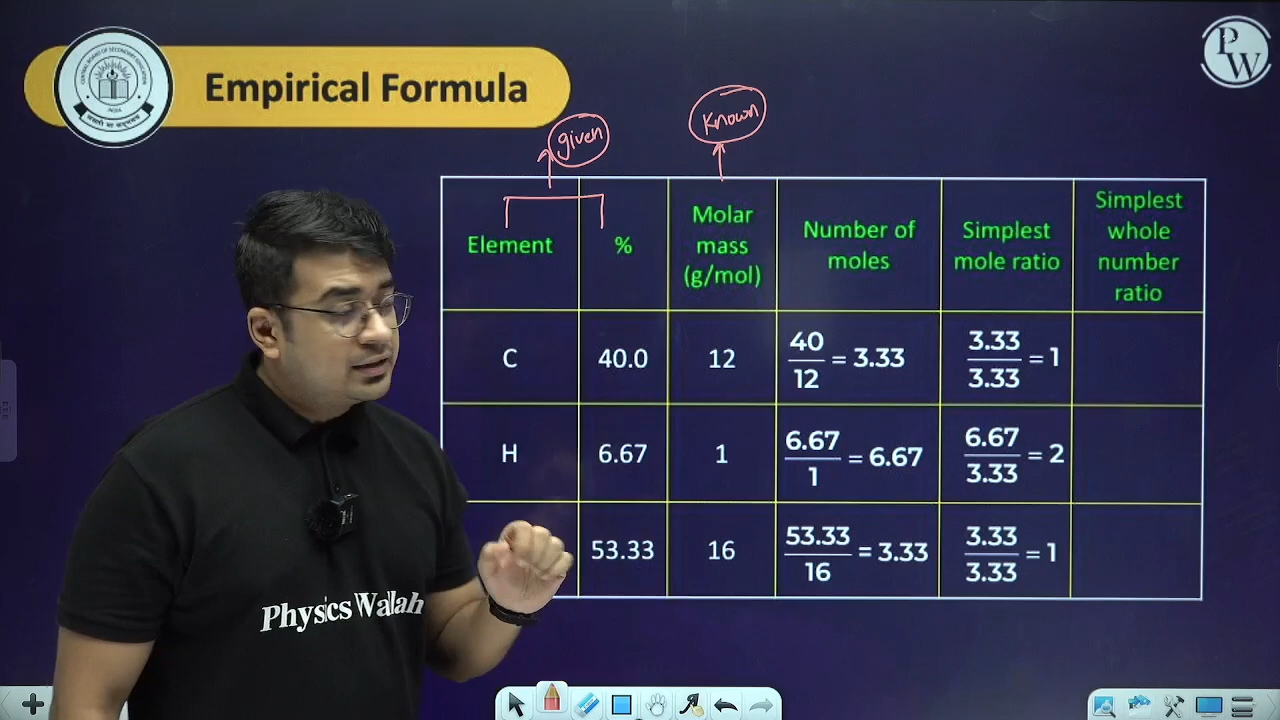 PW
Empirical Formula
given
Known
Element
%
Molar
mass
(g/mol)
Number of
moles
Simplest
mole ratio
Simplest
whole
number
ratio
C
40.0
12
40/12 = 3.33
3.33/3.33 = 1
H
6.67
1
6.67/1 = 6.67
6.67/3.33 = 2
53.33
16
53.33/16 = 3.33
3.33/3.33 = 1
Physics Wallah